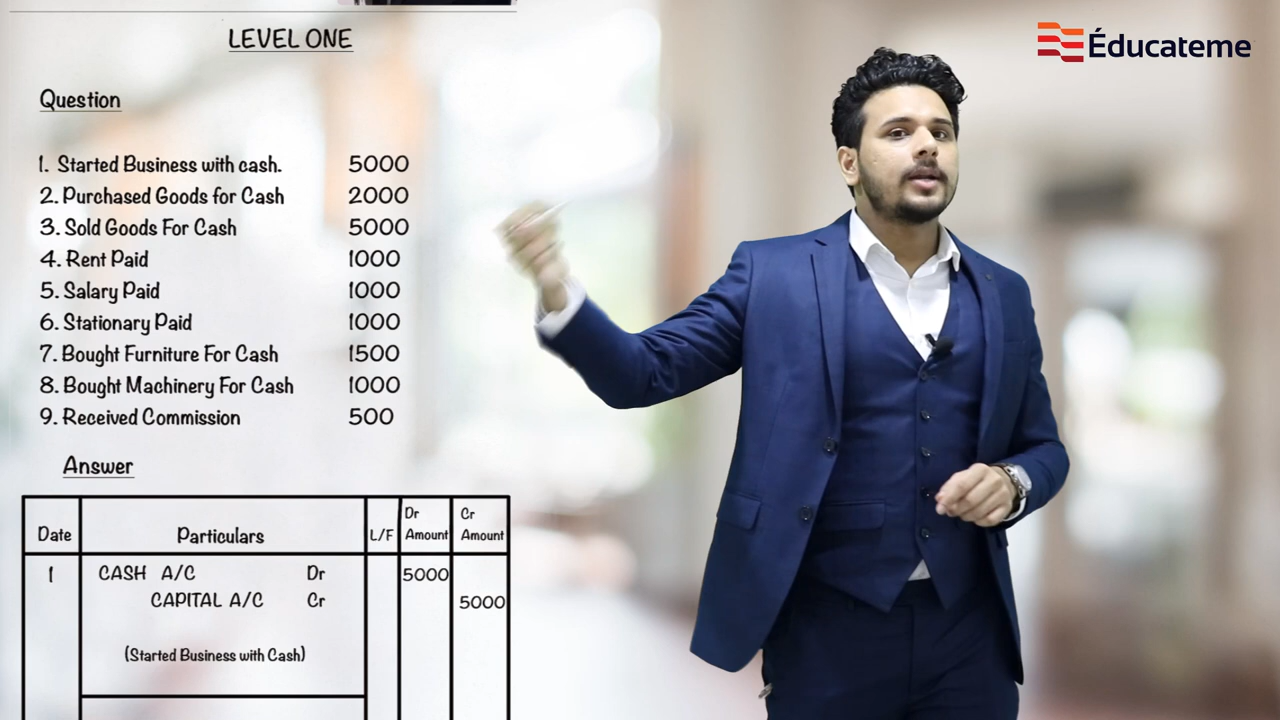 LEVEL ONE
Éducateme
Question
1. Started Business with cash. 5000
2. Purchased Goods for Cash 2000
3. Sold Goods For Cash 5000
4. Rent Paid 1000
5. Salary Paid 1000
6. Stationary Paid 1000
7. Bought Furniture For Cash 1500
8. Bought Machinery For Cash 1000
9. Received Commission 500
Answer
Date Particulars L/F Dr Amount Cr Amount
1 CASH A/C Dr 5000
CAPITAL A/C Cr 5000
(Started Business with Cash)